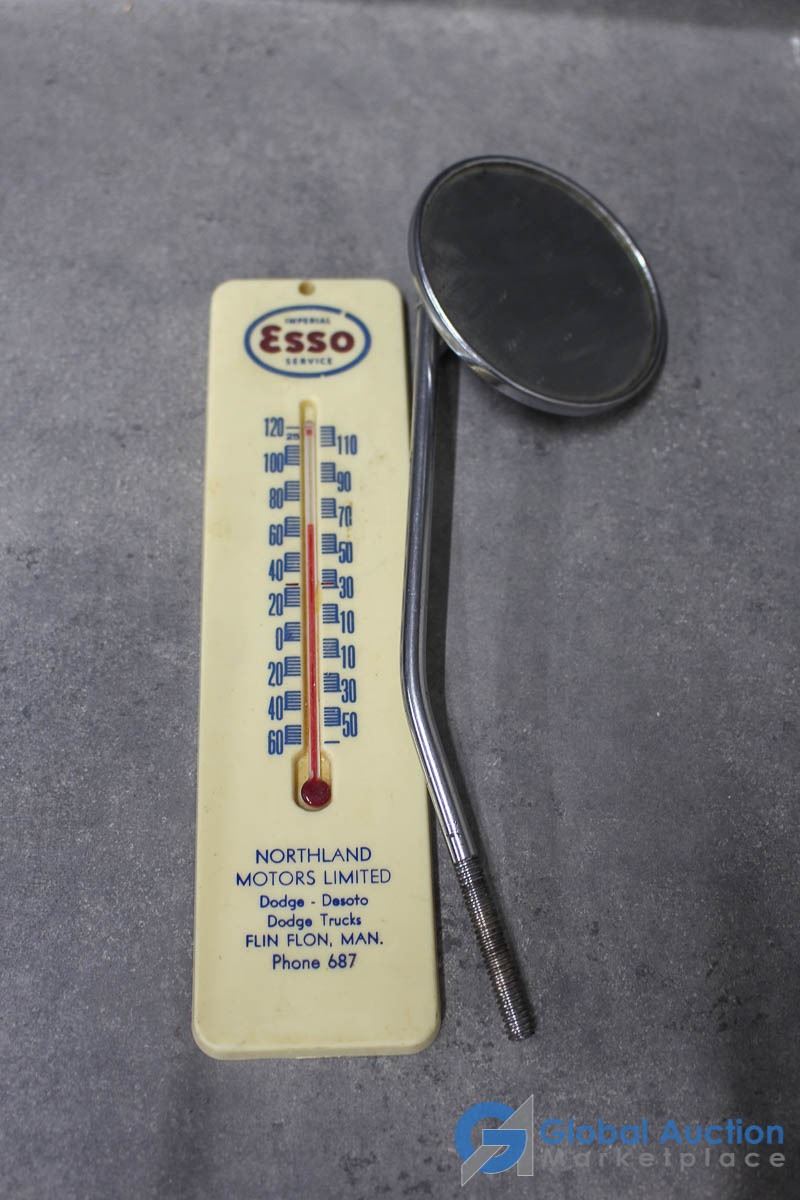 IMPERIAL
Esso
SERVICE
120
25
110
100
90
80
70
60
50
40
30
20
10
0
10
20
30
40
50
60
NORTHLAND
MOTORS LIMITED
Dodge - Desoto
Dodge Trucks
FLIN FLON, MAN.
Phone 687
Global Auction
Marketplace